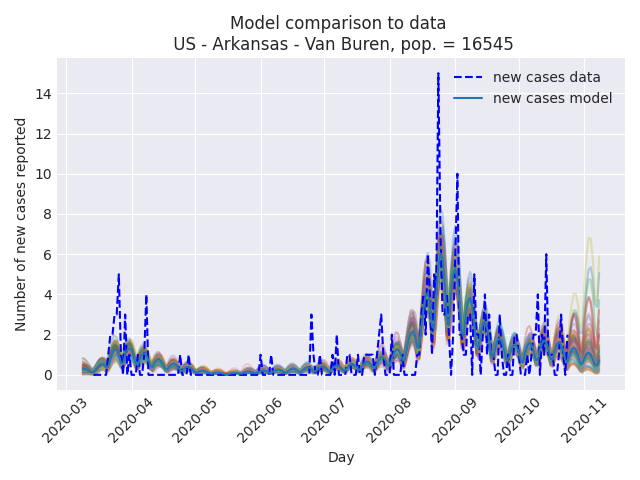 Model comparison to data
US - Arkansas - Van Buren, pop. = 16545
new cases data
new cases model
Number of new cases reported
14
12
10
8
6
4
2
0
2020-03
2020-04
2020-05
2020-06
2020-07
2020-08
2020-09
2020-10
2020-11
Day